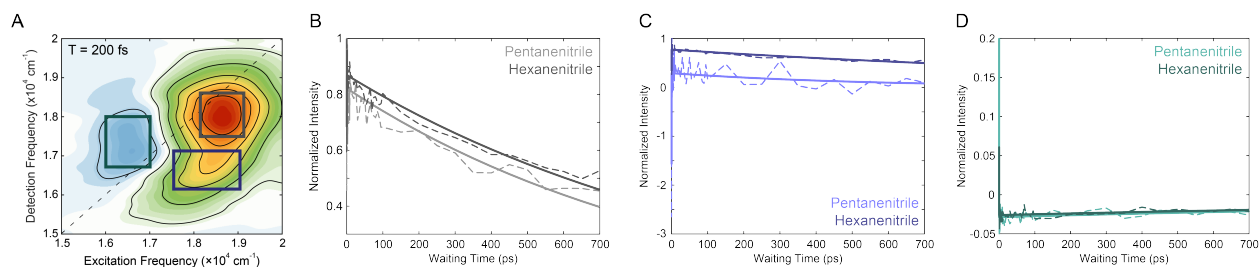 A
T = 200 fs
Detection Frequency (×10⁴ cm⁻¹)
2
1.9
1.8
1.7
1.6
1.5
1.5
1.6
1.7
1.8
1.9
2
Excitation Frequency (×10⁴ cm⁻¹)
B
Pentanenitrile
Hexanenitrile
Normalized Intensity
1
0.8
0.6
0.4
0
100
200
300
400
500
600
700
Waiting Time (ps)
C
Normalized Intensity
1
0
-1
-2
-3
Pentanenitrile
Hexanenitrile
0
100
200
300
400
500
600
700
Waiting Time (ps)
D
Pentanenitrile
Hexanenitrile
Normalized Intensity
0.2
0.15
0.1
0.05
0
-0.05
0
100
200
300
400
500
600
700
Waiting Time (ps)